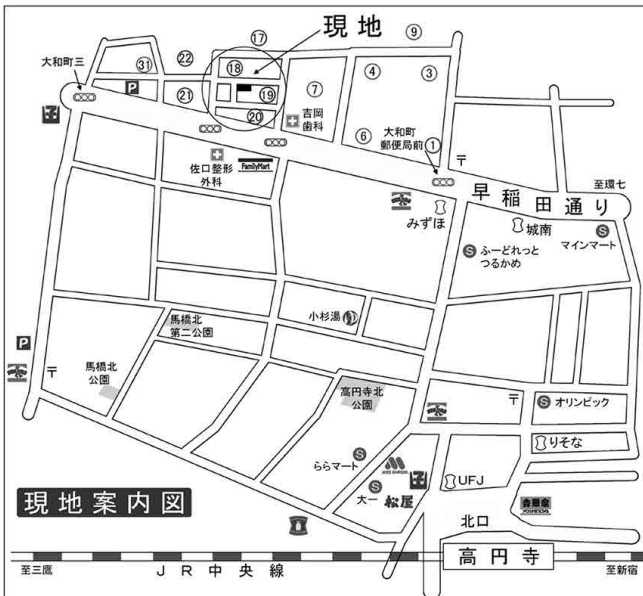 現地
⑰
⑨
大和町三
㉛
㉒
⑱
④
③
P
㉑
⑲
⑦
⑳
吉岡
歯科
⑥
大和町
郵便局前
①
〒
佐口整形
外科
FamilyMart
至環七
早稲田通り
みずほ
城南
S
マインマート
S
ふーどれっと
つるかめ
小杉湯
馬橋北
第二公園
P
〒
馬橋北
公園
高円寺北
公園
〒
S
オリンピック
りそな
S
ららマート
MOS BURGER
S
大一
松屋
UFJ
吉野家
YOSHINOYA
現地案内図
北口
高円寺
至三鷹
JR中央線
至新宿